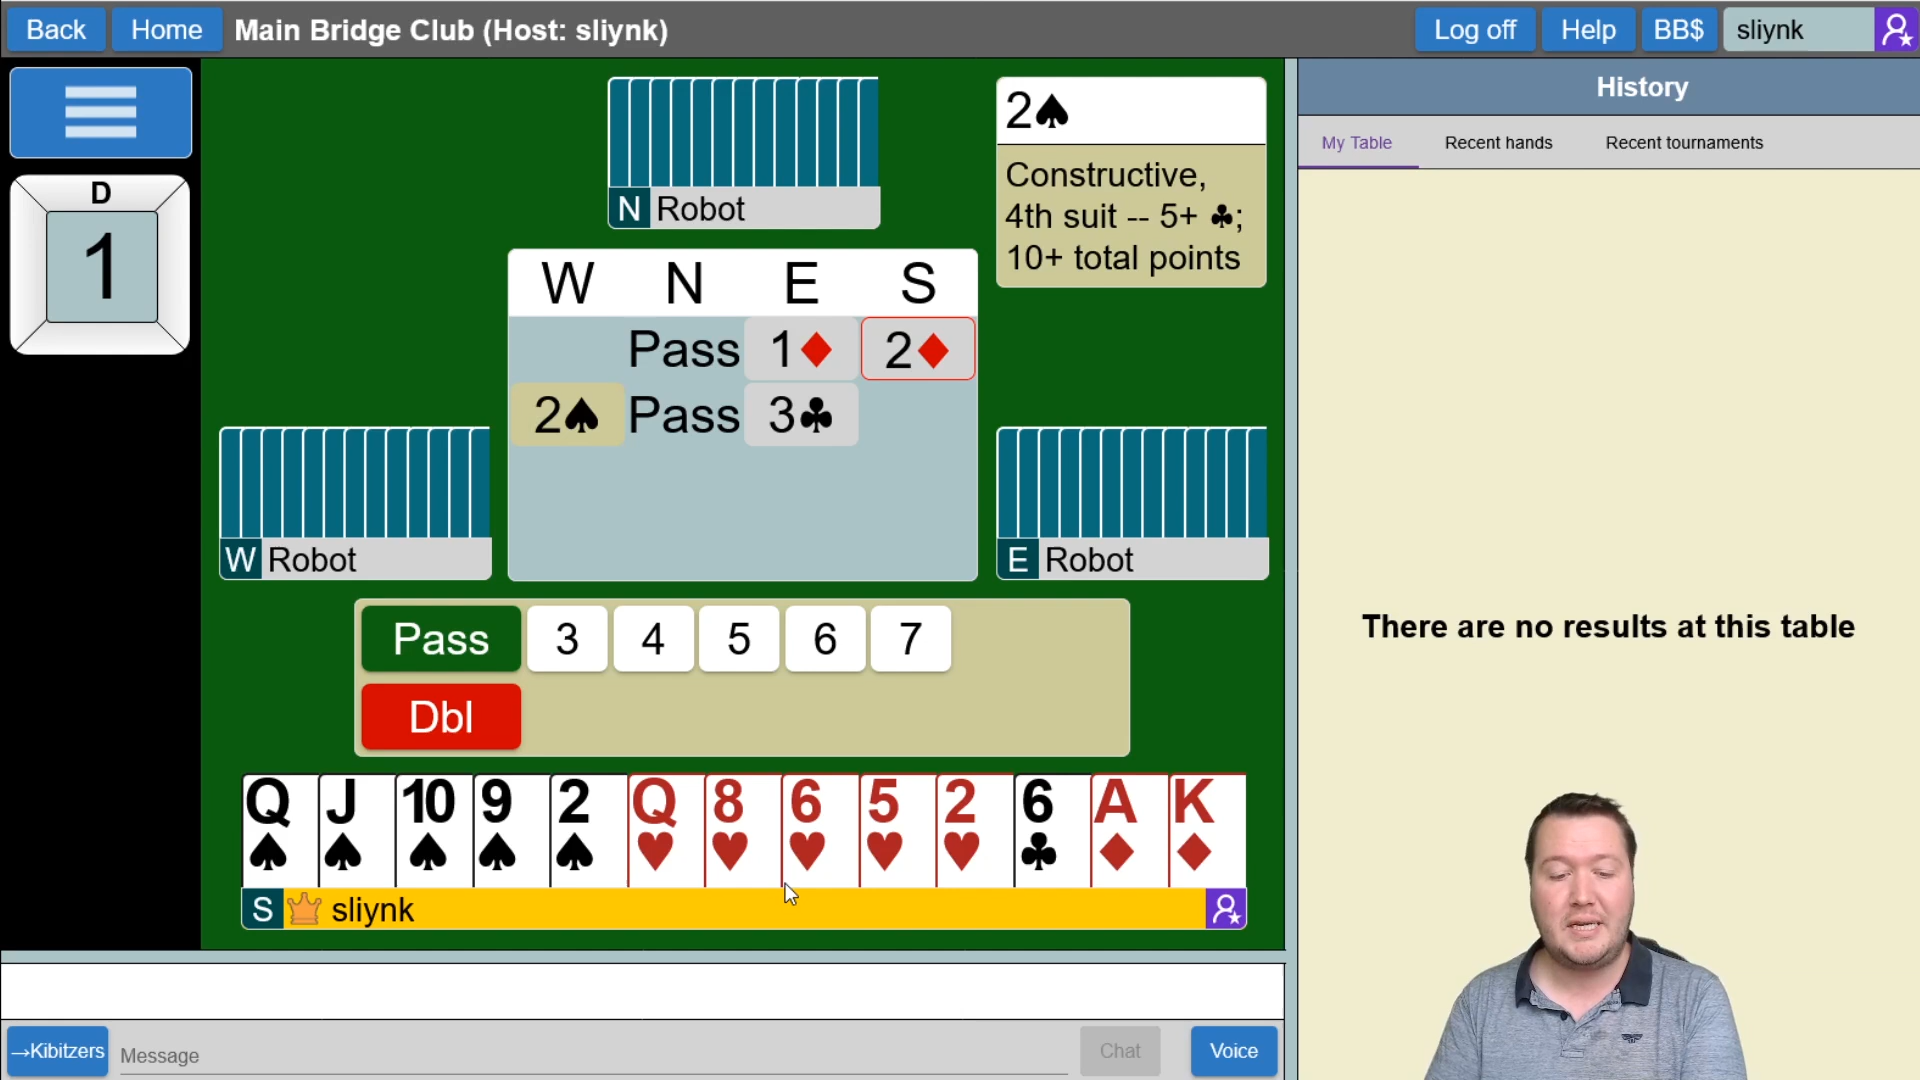 Back Home Main Bridge Club (Host: sliynk) Log off Help BB$ sliynk
D
1
N Robot
2♠
Constructive,
4th suit -- 5+ ♣;
10+ total points
W N E S
Pass 1♦ 2♦
2♠ Pass 3♣
W Robot
E Robot
Pass 3 4 5 6 7
Dbl
Q J 10 9 2 Q 8 6 5 2 6 A K
♠ ♠ ♠ ♠ ♠ ♥ ♥ ♥ ♥ ♥ ♣ ♦ ♦
S sliynk
→Kibitzers Message Chat Voice
History
My Table Recent hands Recent tournaments
There are no results at this table